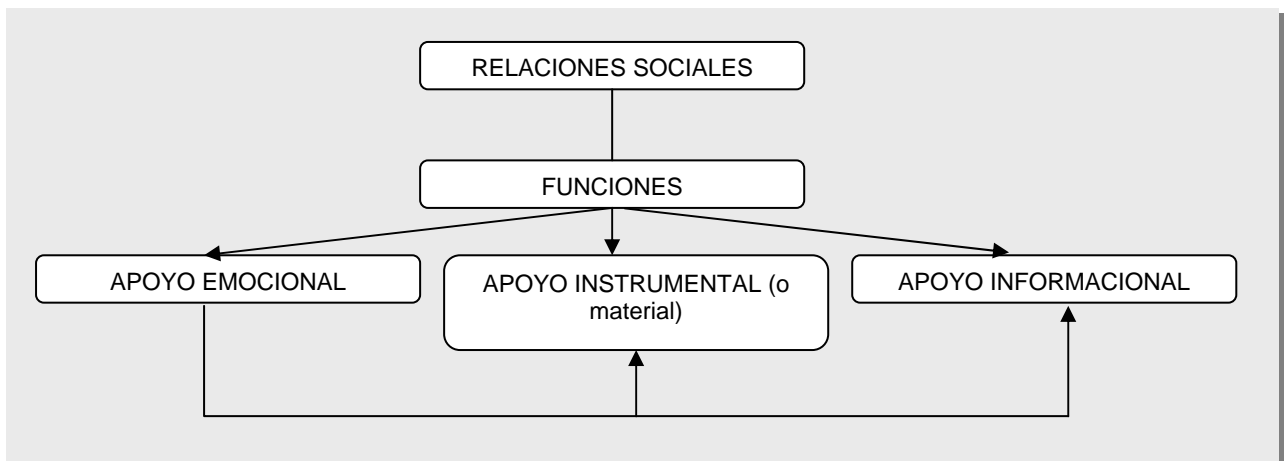 RELACIONES SOCIALES
FUNCIONES
APOYO EMOCIONAL
APOYO INSTRUMENTAL (o
material)
APOYO INFORMACIONAL